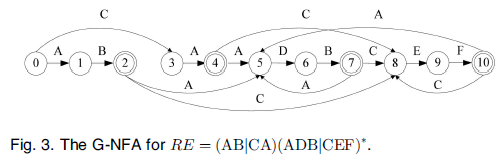 C C A
A B A A D B C E F
0 1 2 3 4 5 6 7 8 9 10
A A C
C
Fig. 3. The G-NFA for RE = (AB|CA)(ADB|CEF)*.